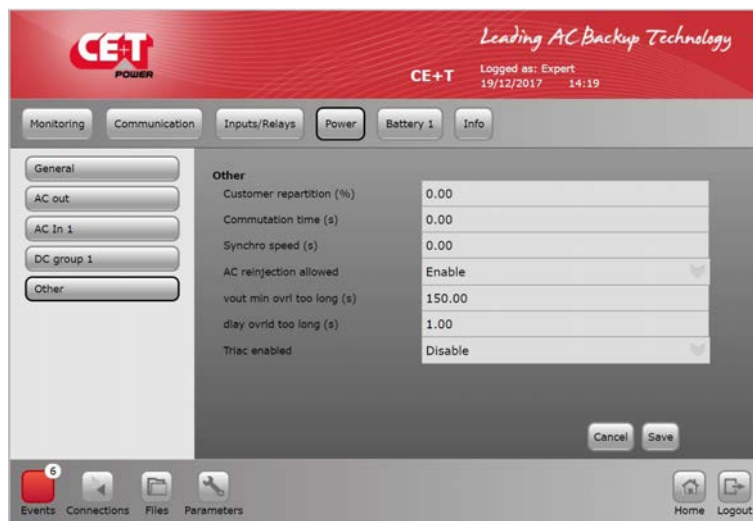 CE+T
POWER
Leading AC Backup Technology
CE+T
Logged as: Expert
19/12/2017 14:19
Monitoring
Communication
Inputs/Relays
Power
Battery 1
Info
General
AC out
AC In 1
DC group 1
Other
Other
Customer repartition (%) 0.00
Commutation time (s) 0.00
Synchro speed (s) 0.00
AC reinjection allowed Enable
vout min ovrl too long (s) 150.00
dlay ovrld too long (s) 1.00
Triac enabled Disable
Cancel
Save
6
Events
Connections
Files
Parameters
Home
Logout